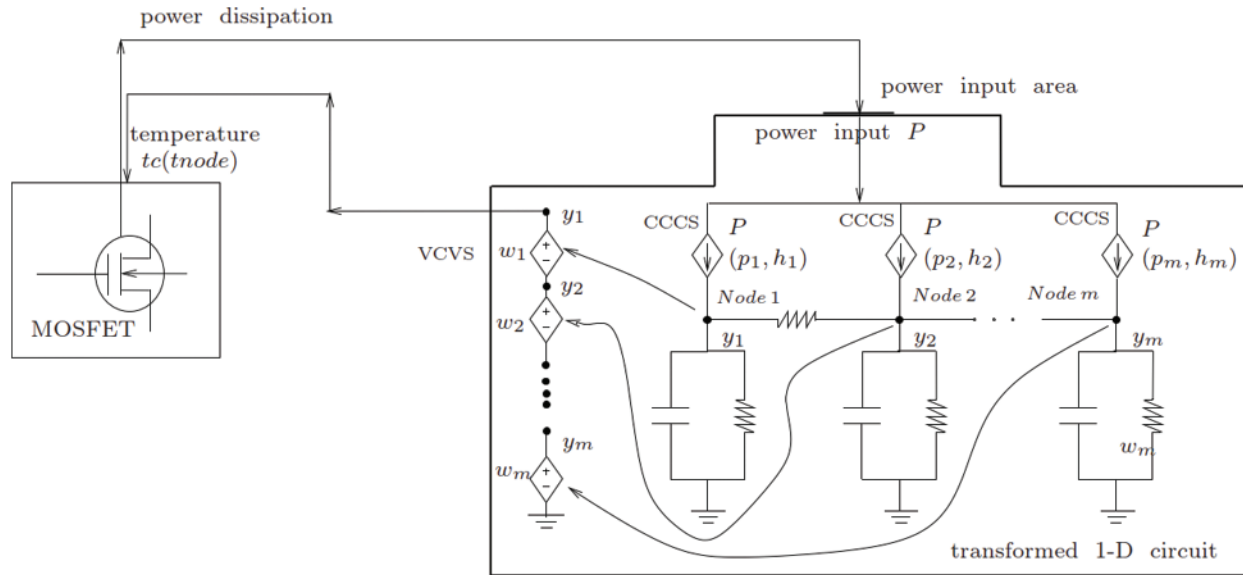 power dissipation
power input area
power input P
temperature
tc(tnode)
MOSFET
VCVS
y1
w1
y2
w2
ym
wm
CCCS
P
(p1, h1)
CCCS
P
(p2, h2)
CCCS
P
(pm, hm)
Node 1
Node 2
Node m
y1
y2
ym
wm
transformed 1-D circuit